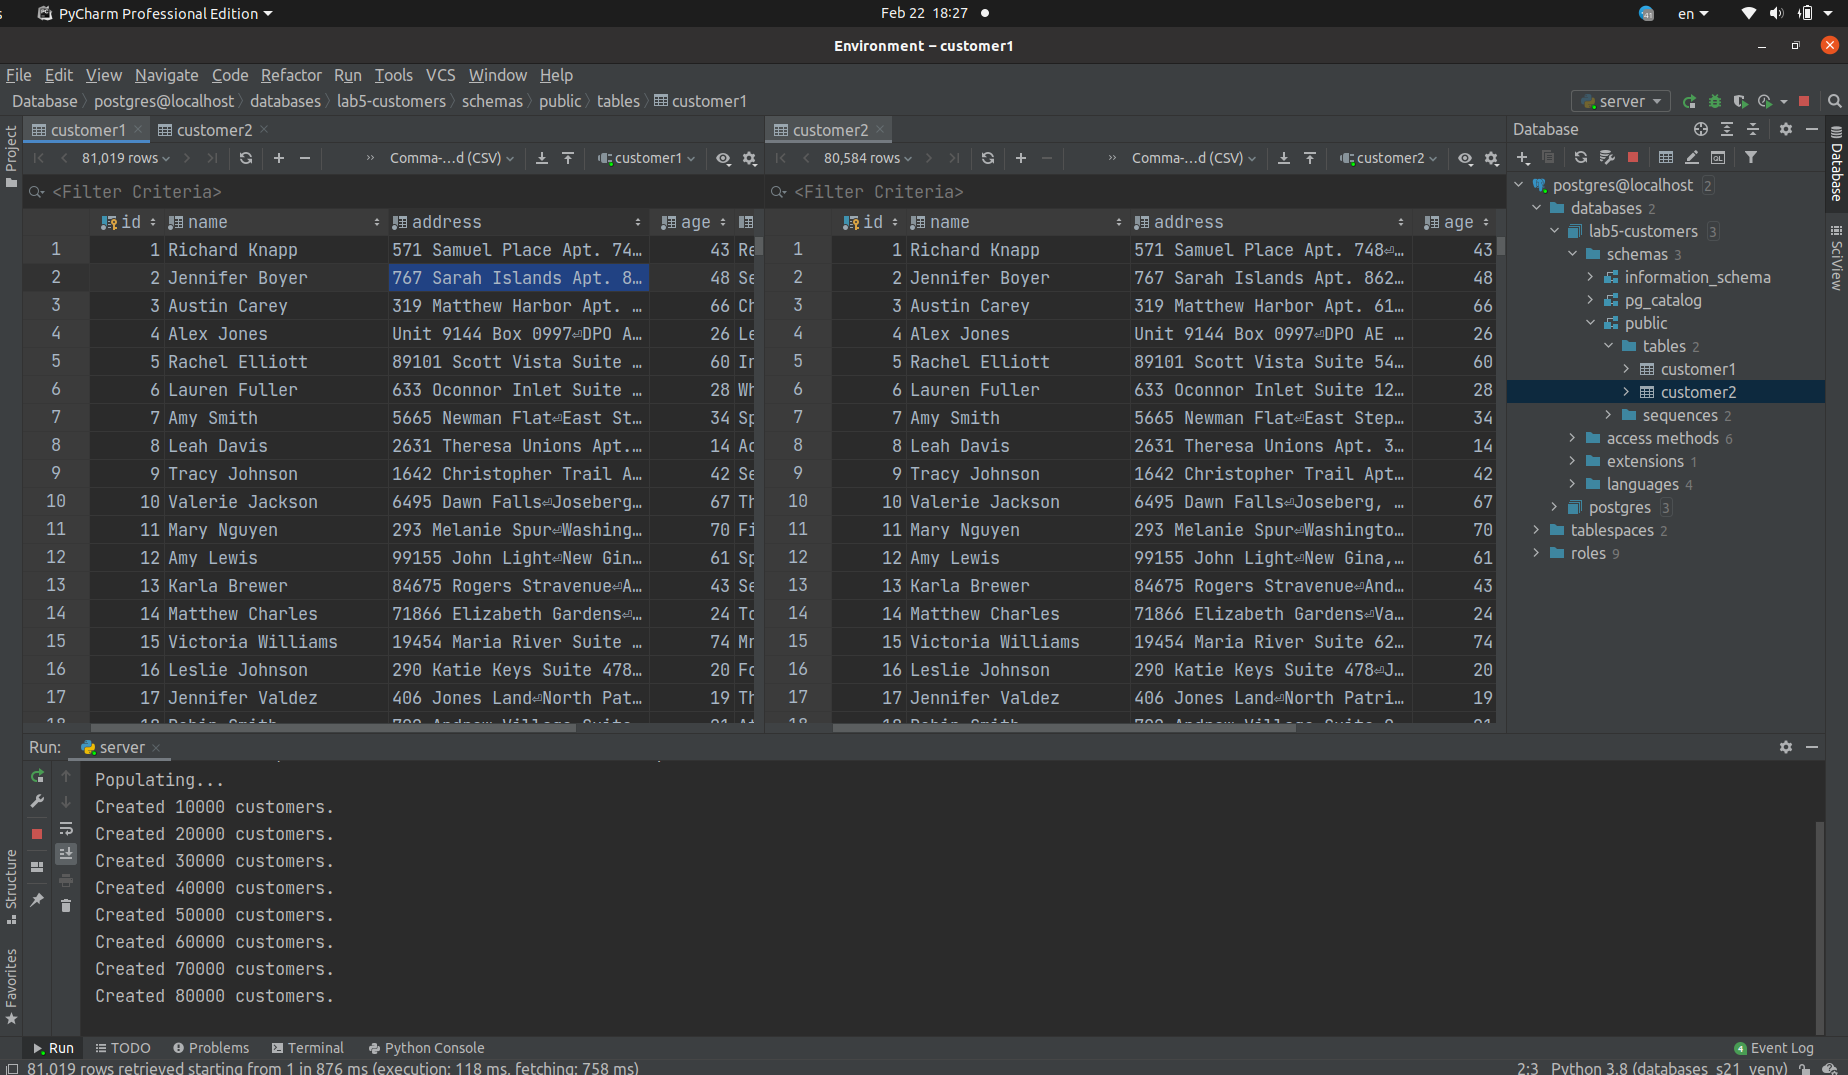 PyCharm Professional Edition
Feb 22 18:27
41
en
Environment – customer1
File Edit View Navigate Code Refactor Run Tools VCS Window Help
Database postgres@localhost databases lab5-customers schemas public tables customer1
server
customer1 customer2
customer2
Database
81,019 rows Comma-...d (CSV) customer1
80,584 rows Comma-...d (CSV) customer2
<Filter Criteria>
<Filter Criteria>
id name address age
1 1 Richard Knapp 571 Samuel Place Apt. 74… 43 Re
2 2 Jennifer Boyer 767 Sarah Islands Apt. 8… 48 Se
3 3 Austin Carey 319 Matthew Harbor Apt. … 66 Ch
4 4 Alex Jones Unit 9144 Box 0997⏎DPO A… 26 Le
5 5 Rachel Elliott 89101 Scott Vista Suite … 60 In
6 6 Lauren Fuller 633 Oconnor Inlet Suite … 28 Wh
7 7 Amy Smith 5665 Newman Flat⏎East St… 34 Sp
8 8 Leah Davis 2631 Theresa Unions Apt.… 14 Ac
9 9 Tracy Johnson 1642 Christopher Trail A… 42 Se
10 10 Valerie Jackson 6495 Dawn Falls⏎Joseberg… 67 Th
11 11 Mary Nguyen 293 Melanie Spur⏎Washing… 70 Fi
12 12 Amy Lewis 99155 John Light⏎New Gina… 61 Sp
13 13 Karla Brewer 84675 Rogers Stravenue⏎A… 43 Se
14 14 Matthew Charles 71866 Elizabeth Gardens⏎… 24 To
15 15 Victoria Williams 19454 Maria River Suite … 74 Mr
16 16 Leslie Johnson 290 Katie Keys Suite 478… 20 Fo
17 17 Jennifer Valdez 406 Jones Land⏎North Pat… 19 Th
id name address age
1 1 Richard Knapp 571 Samuel Place Apt. 748⏎… 43
2 2 Jennifer Boyer 767 Sarah Islands Apt. 862… 48
3 3 Austin Carey 319 Matthew Harbor Apt. 61… 66
4 4 Alex Jones Unit 9144 Box 0997⏎DPO AE … 26
5 5 Rachel Elliott 89101 Scott Vista Suite 54… 60
6 6 Lauren Fuller 633 Oconnor Inlet Suite 12… 28
7 7 Amy Smith 5665 Newman Flat⏎East Step… 34
8 8 Leah Davis 2631 Theresa Unions Apt. 3… 14
9 9 Tracy Johnson 1642 Christopher Trail Apt… 42
10 10 Valerie Jackson 6495 Dawn Falls⏎Joseberg, … 67
11 11 Mary Nguyen 293 Melanie Spur⏎Washingto… 70
12 12 Amy Lewis 99155 John Light⏎New Gina,… 61
13 13 Karla Brewer 84675 Rogers Stravenue⏎And… 43
14 14 Matthew Charles 71866 Elizabeth Gardens⏎Va… 24
15 15 Victoria Williams 19454 Maria River Suite 62… 74
16 16 Leslie Johnson 290 Katie Keys Suite 478⏎J… 20
17 17 Jennifer Valdez 406 Jones Land⏎North Patri… 19
postgres@localhost 2
databases 2
lab5-customers 3
schemas 3
information_schema
pg_catalog
public
tables 2
customer1
customer2
sequences 2
access methods 6
extensions 1
languages 4
postgres 3
tablespaces 2
roles 9
Project
Structure
Favorites
Database
SciView
Run: server
Populating...
Created 10000 customers.
Created 20000 customers.
Created 30000 customers.
Created 40000 customers.
Created 50000 customers.
Created 60000 customers.
Created 70000 customers.
Created 80000 customers.
Run TODO Problems Terminal Python Console
4 Event Log
81,019 rows retrieved starting from 1 in 876 ms (execution: 118 ms, fetching: 758 ms)
2:3 Python 3.8 (databases_s21_venv)